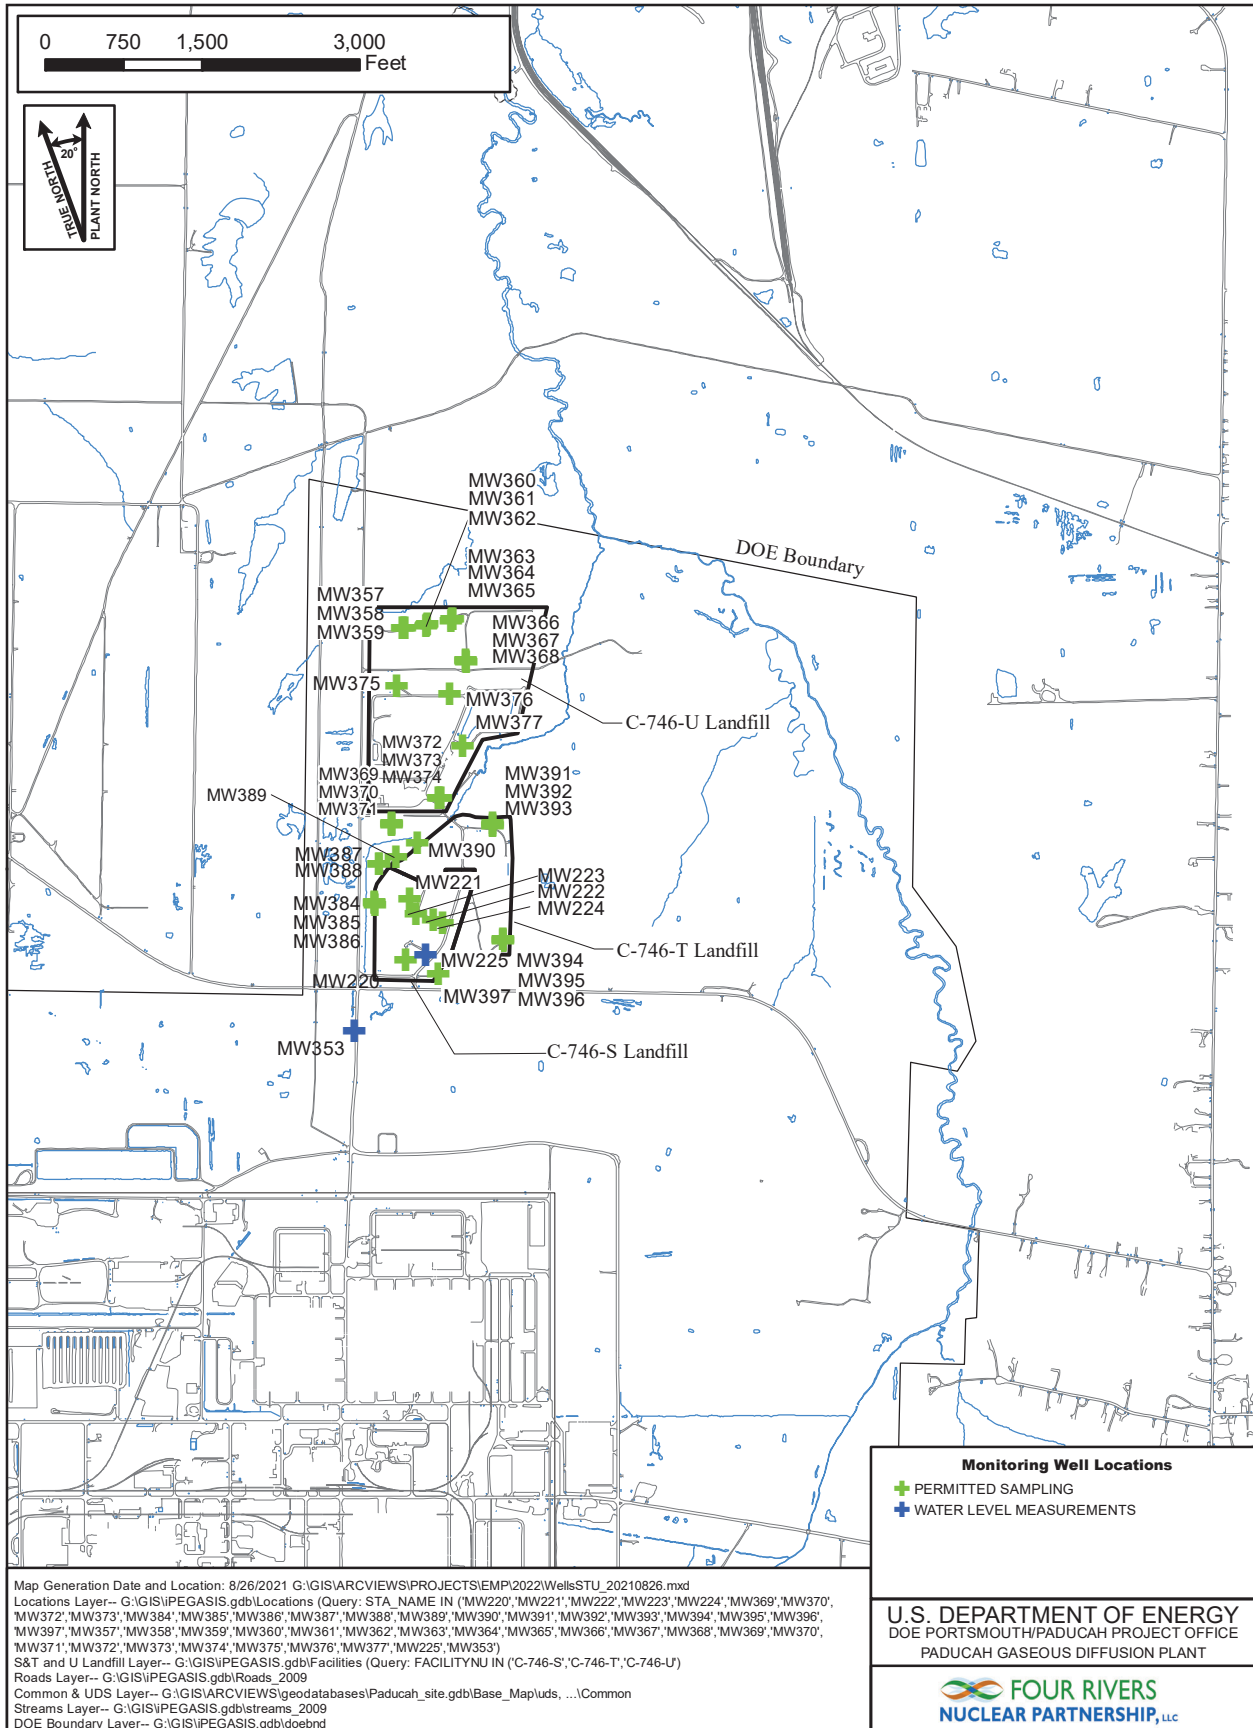 0 750 1,500 3,000
Feet
20°
TRUE NORTH
PLANT NORTH
MW360
MW361
MW362
DOE Boundary
MW363
MW364
MW365
MW357
MW358
MW359
MW366
MW367
MW368
MW375
MW376
MW377
C-746-U Landfill
MW372
MW373
MW374
MW369
MW370
MW371
MW391
MW392
MW393
MW389
MW390
MW387
MW388
MW221
MW223
MW222
MW224
MW384
MW385
MW386
C-746-T Landfill
MW225
MW394
MW395
MW396
MW220
MW397
MW353
C-746-S Landfill
Monitoring Well Locations
PERMITTED SAMPLING
WATER LEVEL MEASUREMENTS
Map Generation Date and Location: 8/26/2021 G:\GIS\ARCVIEWS\PROJECTS\EMP\2022\WellsSTU_20210826.mxd
Locations Layer-- G:\GIS\iPEGASIS.gdb\Locations (Query: STA_NAME IN ('MW220','MW221','MW222','MW223','MW224','MW369','MW370',
'MW372','MW373','MW384','MW385','MW386','MW387','MW388','MW389','MW390','MW391','MW392','MW393','MW394','MW395','MW396',
'MW397','MW357','MW358','MW359','MW360','MW361','MW362','MW363','MW364','MW365','MW366','MW367','MW368','MW369','MW370',
'MW371','MW372','MW373','MW374','MW375','MW376','MW377','MW225','MW353')
S&T and U Landfill Layer-- G:\GIS\iPEGASIS.gdb\Facilities (Query: FACILITYNU IN ('C-746-S','C-746-T','C-746-U')
Roads Layer-- G:\GIS\iPEGASIS.gdb\Roads_2009
Common & UDS Layer-- G:\GIS\ARCVIEWS\geodatabases\Paducah_site.gdb\Base_Map\uds, ...\Common
Streams Layer-- G:\GIS\iPEGASIS.gdb\streams_2009
DOE Boundary Layer-- G:\GIS\iPEGASIS.gdb\doebnd
U.S. DEPARTMENT OF ENERGY
DOE PORTSMOUTH/PADUCAH PROJECT OFFICE
PADUCAH GASEOUS DIFFUSION PLANT
FOUR RIVERS
NUCLEAR PARTNERSHIP, LLC